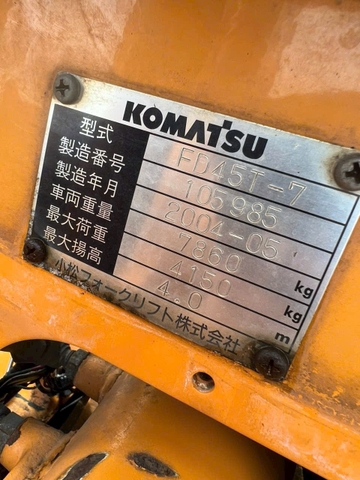 KOMATSU
型式 FD45T-7
製造番号 105985
製造年月 2004-05
車両重量 7860 kg
最大荷重 4150 kg
最大揚高 4.0 m
小松フォークリフト株式会社